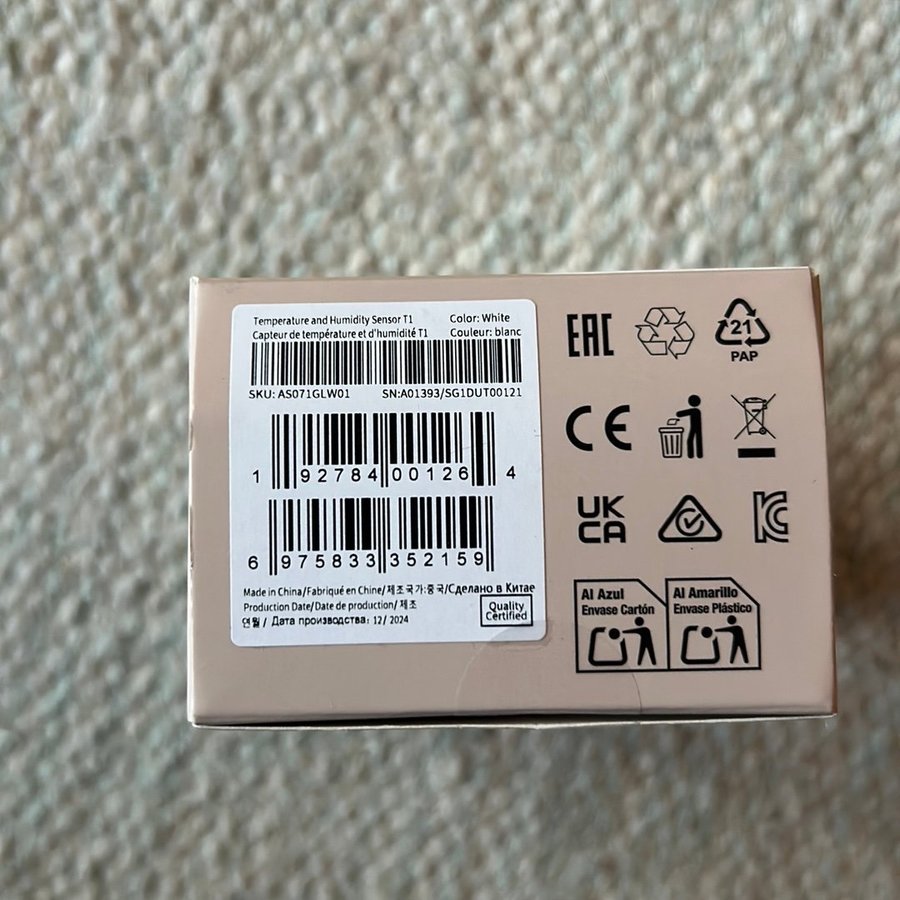 Temperature and Humidity Sensor T1 Color: White
Capteur de température et d'humidité T1 Couleur: blanc
SKU: AS071GLW01 SN:A01393/SG1DUT00121
1 92784 00126 4
6 975833 352159
Made in China/Fabriqué en Chine/제조국가:중국/Сделано в Китае
Production Date/Date de production/ 제조
연월 / Дата производства: 12/ 2024
Quality
Certified
EAC
21
PAP
CE
UK
CA
KC
Al Azul
Envase Cartón
Al Amarillo
Envase Plástico